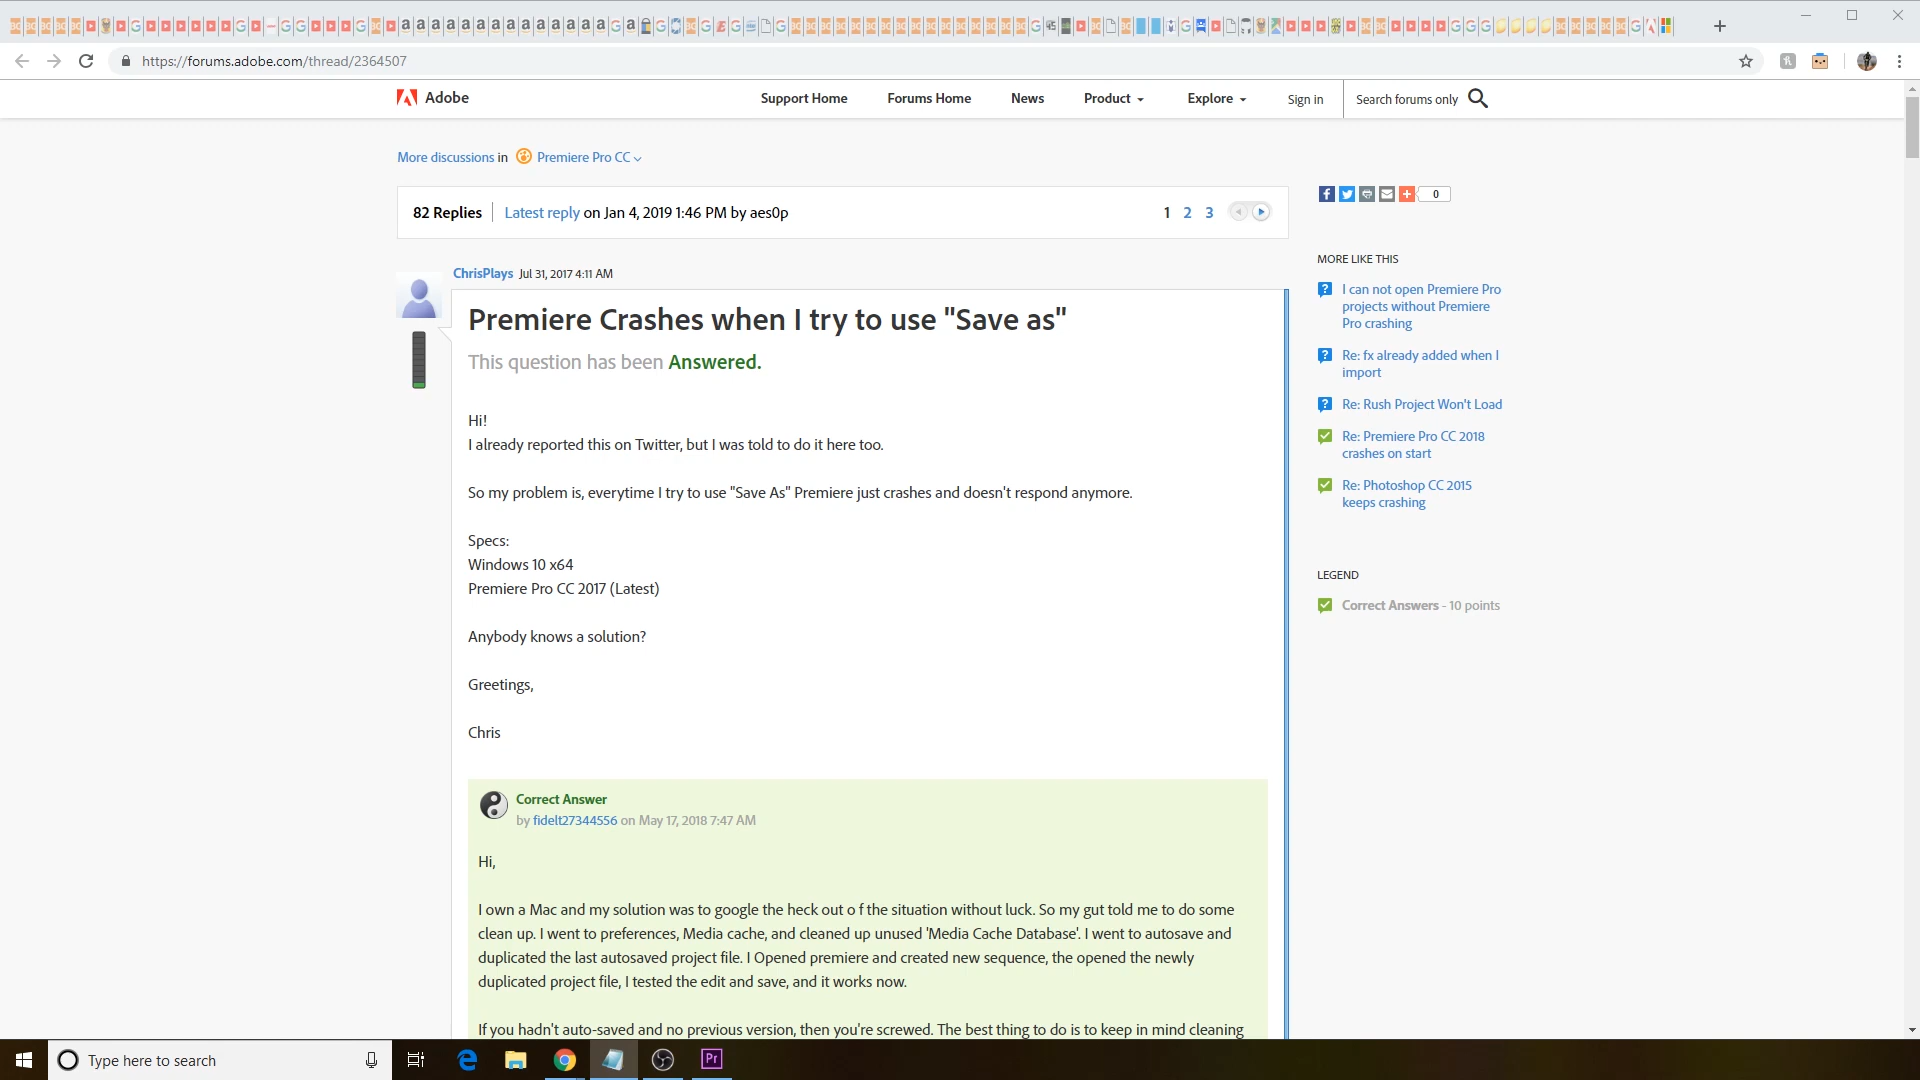 https://forums.adobe.com/thread/2364507
Adobe
Support Home
Forums Home
News
Product
Explore
Sign in
Search forums only
More discussions in Premiere Pro CC
82 Replies
Latest reply on Jan 4, 2019 1:46 PM by aes0p
1 2 3
0
ChrisPlays Jul 31, 2017 4:11 AM
Premiere Crashes when I try to use "Save as"
This question has been Answered.
Hi!
I already reported this on Twitter, but I was told to do it here too.
So my problem is, everytime I try to use "Save As" Premiere just crashes and doesn't respond anymore.
Specs:
Windows 10 x64
Premiere Pro CC 2017 (Latest)
Anybody knows a solution?
Greetings,
Chris
Correct Answer
by fidelt27344556 on May 17, 2018 7:47 AM
Hi,
I own a Mac and my solution was to google the heck out o f the situation without luck. So my gut told me to do some
clean up. I went to preferences, Media cache, and cleaned up unused 'Media Cache Database'. I went to autosave and
duplicated the last autosaved project file. I Opened premiere and created new sequence, the opened the newly
duplicated project file, I tested the edit and save, and it works now.
If you hadn't auto-saved and no previous version, then you're screwed. The best thing to do is to keep in mind cleaning
MORE LIKE THIS
I can not open Premiere Pro
projects without Premiere
Pro crashing
Re: fx already added when I
import
Re: Rush Project Won't Load
Re: Premiere Pro CC 2018
crashes on start
Re: Photoshop CC 2015
keeps crashing
LEGEND
Correct Answers - 10 points
Type here to search
Pr